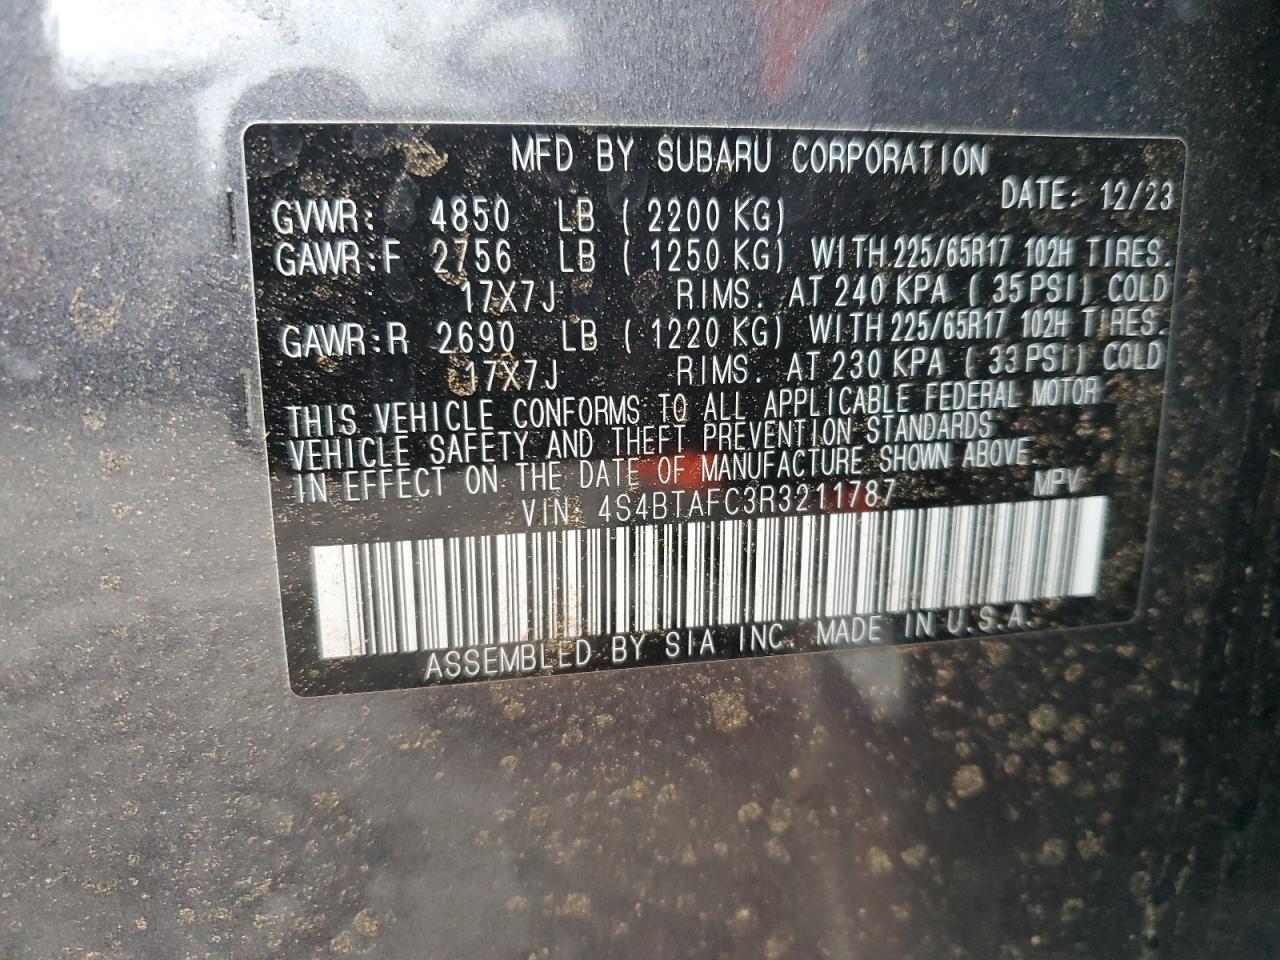 MFD BY SUBARU CORPORATION
DATE: 12/23
GVWR: 4850 LB ( 2200 KG)
GAWR:F 2756 LB ( 1250 KG) WITH 225/65R17 102H TIRES.
17X7J RIMS. AT 240 KPA ( 35 PSI) COLD
GAWR:R 2690 LB ( 1220 KG) WITH 225/65R17 102H TIRES.
17X7J RIMS. AT 230 KPA ( 33 PSI) COLD
THIS VEHICLE CONFORMS TO ALL APPLICABLE FEDERAL MOTOR
VEHICLE SAFETY AND THEFT PREVENTION STANDARDS
IN EFFECT ON THE DATE OF MANUFACTURE SHOWN ABOVE.
VIN: 4S4BTAFC3R3211787 MPV
ASSEMBLED BY SIA INC. MADE IN U.S.A.